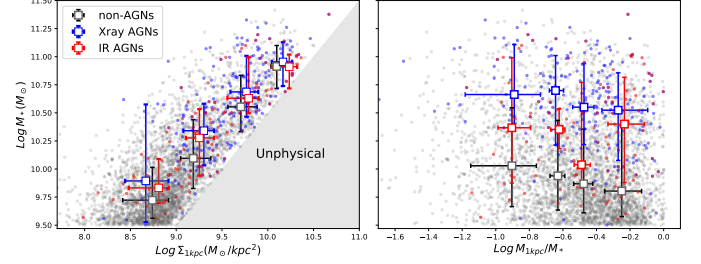 non-AGNs
Xray AGNs
IR AGNs
Unphysical
Log M*(M⊙)
11.50
11.25
11.00
10.75
10.50
10.25
10.00
9.75
9.50
8.0 8.5 9.0 9.5 10.0 10.5 11.0
Log Σ1kpc(M⊙/kpc²)
−1.6 −1.4 −1.2 −1.0 −0.8 −0.6 −0.4 −0.2 0.0
Log M1kpc/M*